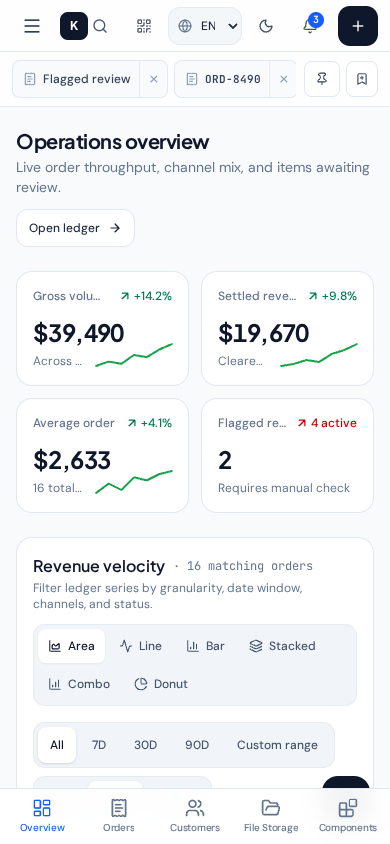 K
EN
3
Flagged review
ORD-8490
Operations overview
Live order throughput, channel mix, and items awaiting
review.
Open ledger
Gross volu…
+14.2%
$39,490
Across …
Settled reve…
+9.8%
$19,670
Cleare…
Average order
+4.1%
$2,633
16 total…
Flagged re…
4 active
2
Requires manual check
Revenue velocity · 16 matching orders
Filter ledger series by granularity, date window,
channels, and status.
Area Line Bar Stacked
Combo Donut
All 7D 30D 90D Custom range
Overview Orders Customers File Storage Components